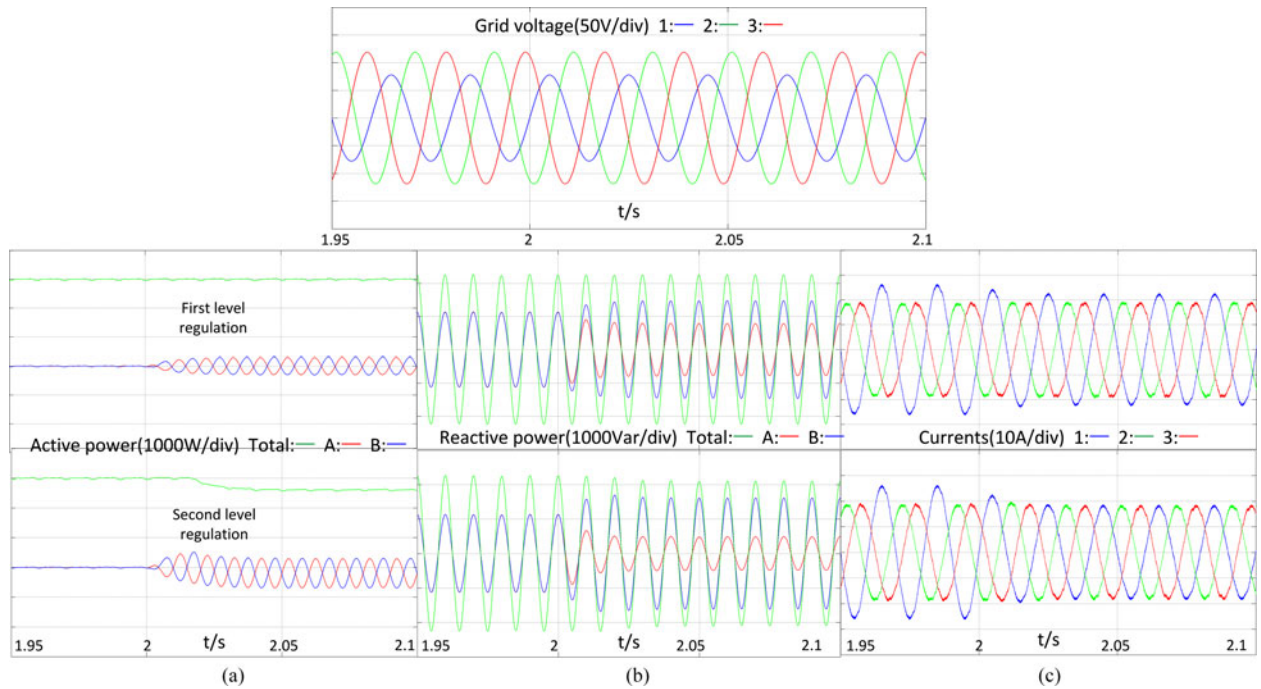 Grid voltage(50V/div) 1: 2: 3:
t/s
1.95 2 2.05 2.1
First level
regulation
Active power(1000W/div) Total: A: B:
Reactive power(1000Var/div) Total: A: B:
Currents(10A/div) 1: 2: 3:
Second level
regulation
t/s
1.95 2 2.05 2.1
t/s
1.95 2 2.05 2.1
t/s
1.95 2 2.05 2.1
(a) (b) (c)